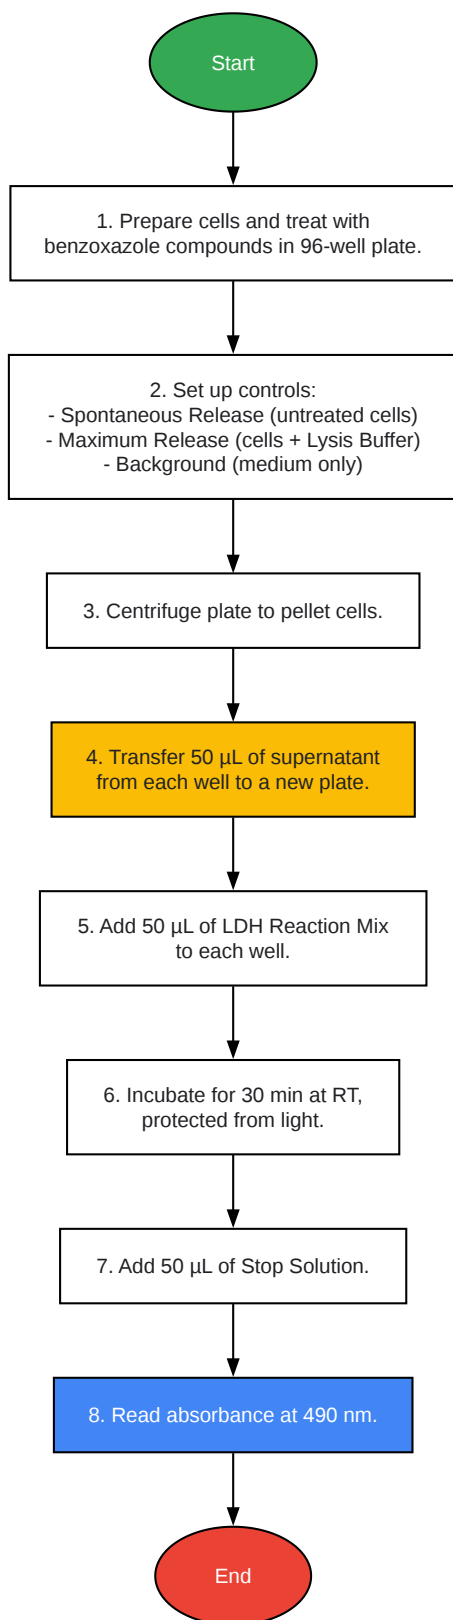 Start
1. Prepare cells and treat with
benzoxazole compounds in 96-well plate.
2. Set up controls:
- Spontaneous Release (untreated cells)
- Maximum Release (cells + Lysis Buffer)
- Background (medium only)
3. Centrifuge plate to pellet cells.
4. Transfer 50 µL of supernatant
from each well to a new plate.
5. Add 50 µL of LDH Reaction Mix
to each well.
6. Incubate for 30 min at RT,
protected from light.
7. Add 50 µL of Stop Solution.
8. Read absorbance at 490 nm.
End